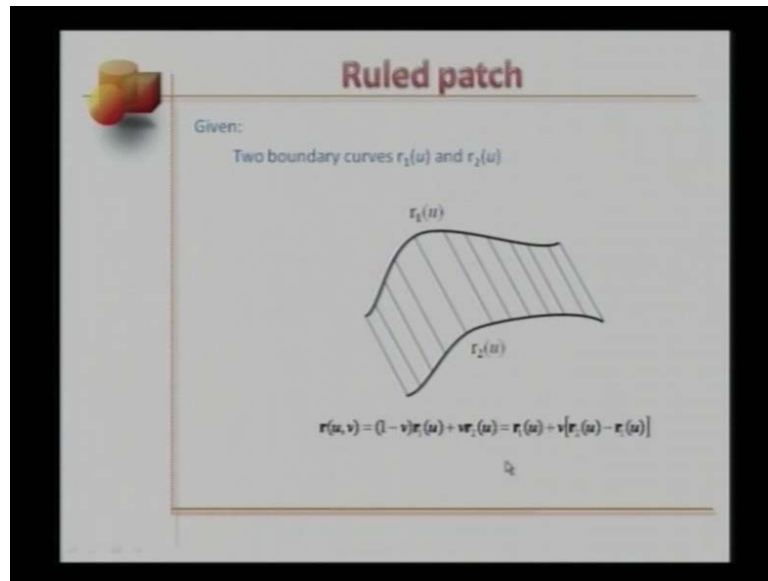 Ruled patch
Given:
Two boundary curves r₁(u) and r₂(u)
r₁(u)
r₂(u)
r(u,v) = (1 − v)r₁(u) + vr₂(u) = r₁(u) + v[r₂(u) − r₁(u)]